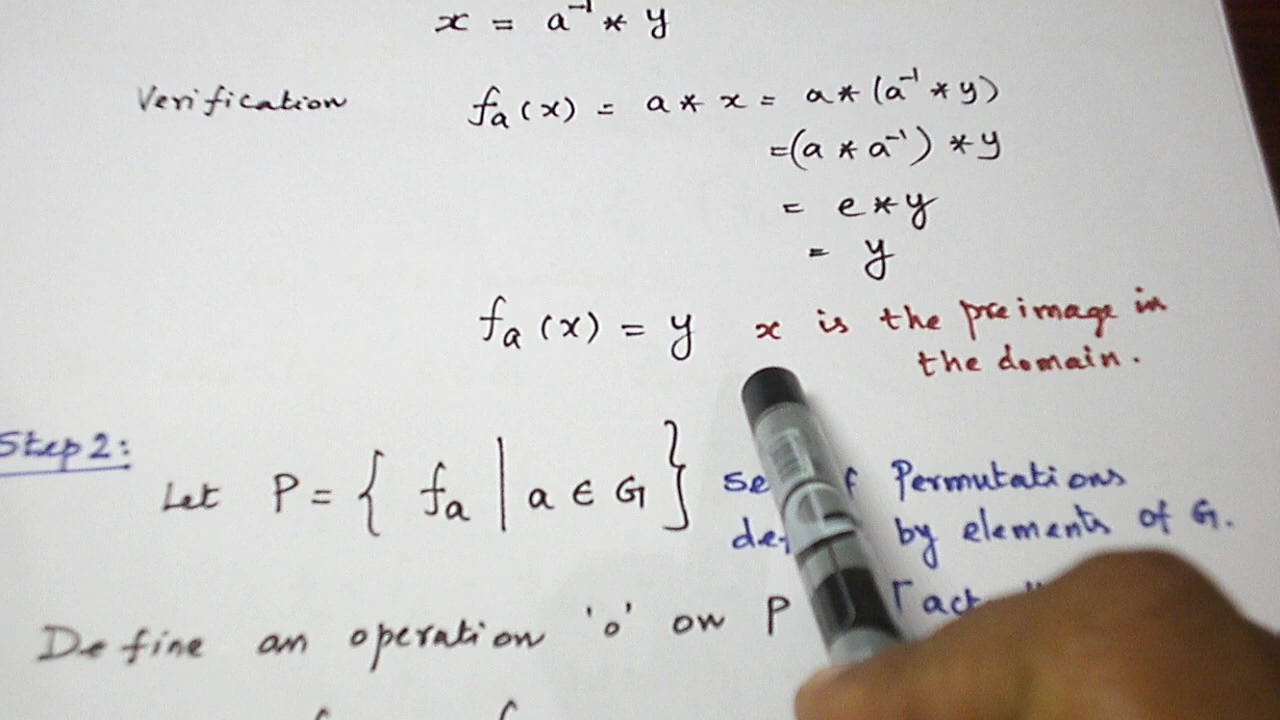 x = a⁻¹ * y
Verification fₐ(x) = a * x = a * (a⁻¹ * y)
=(a * a⁻¹) * y
= e * y
= y
fₐ(x) = y x is the preimage in
the domain.
Step 2:
Let P = { fₐ | a ∈ G } Permutations
by elements of G.
Define an operation 'o' on P